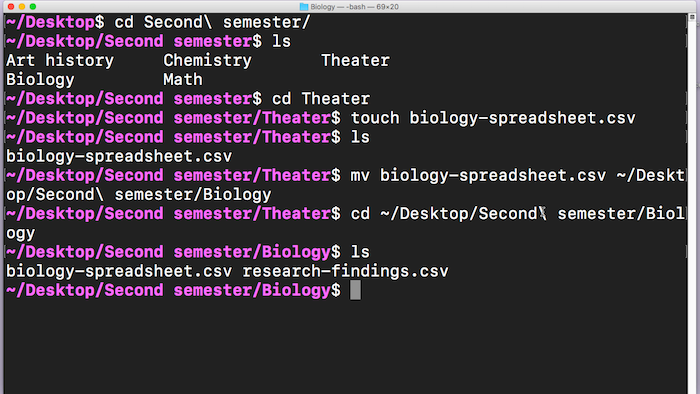 Biology — -bash — 69×20
~/Desktop$ cd Second\ semester/
~/Desktop/Second semester$ ls
Art history     Chemistry       Theater
Biology         Math
~/Desktop/Second semester$ cd Theater
~/Desktop/Second semester/Theater$ touch biology-spreadsheet.csv
~/Desktop/Second semester/Theater$ ls
biology-spreadsheet.csv
~/Desktop/Second semester/Theater$ mv biology-spreadsheet.csv ~/Deskt
op/Second\ semester/Biology
~/Desktop/Second semester/Theater$ cd ~/Desktop/Second\ semester/Biol
ogy
~/Desktop/Second semester/Biology$ ls
biology-spreadsheet.csv research-findings.csv
~/Desktop/Second semester/Biology$